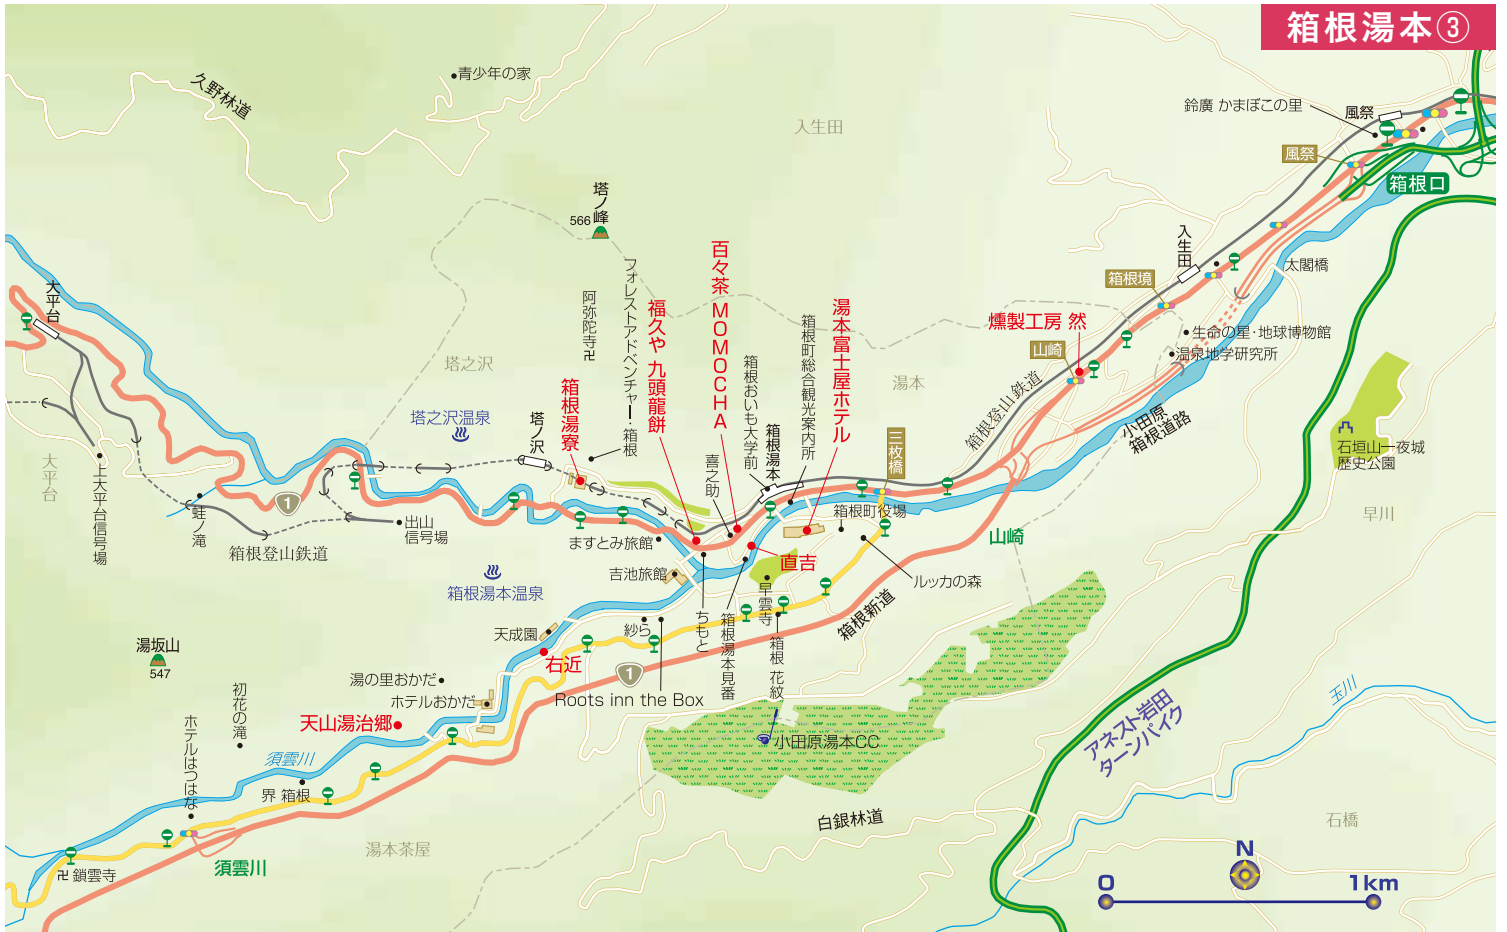 箱根湯本③
青少年の家
久野林道
入生田
鈴廣 かまぼこの里
風祭
風祭
箱根口
塔ノ峰
566
入生田
太閤橋
箱根境
大平台
フォレストアドベンチャー・箱根
阿弥陀寺卍
福久や 九頭龍餅
百々茶 MOMOCHA
箱根おいも大学前
箱根町総合観光案内所
湯本富士屋ホテル
燻製工房 然
山崎
生命の星・地球博物館
温泉地学研究所
塔之沢
湯本
箱根湯寮
塔之沢温泉
塔ノ沢
箱根登山鉄道
小田原
箱根道路
石垣山一夜城
歴史公園
箱根湯本
三枚橋
喜之助
大平台
上大平台信号場
蛙ノ滝
1
出山
信号場
箱根登山鉄道
箱根町役場
早川
ますとみ旅館
山崎
直吉
吉池旅館
ルッカの森
箱根湯本温泉
早雲寺
ちもと
箱根湯本見番
箱根 花紋
箱根新道
天成園
紗ら
湯坂山
547
右近
1
Roots inn the Box
湯の里おかだ
ホテルおかだ
初花の滝
天山湯治郷
ホテルはつはな
須雲川
小田原湯本CC
玉川
アネスト岩田
ターンパイク
界 箱根
白銀林道
石橋
湯本茶屋
須雲川
卍鎖雲寺
N
0
1km